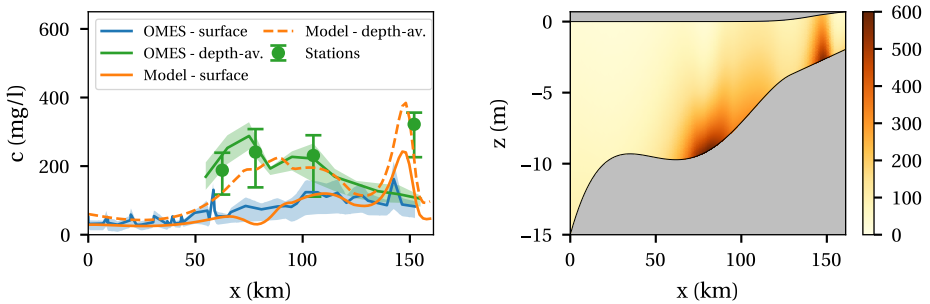 OMES - surface
OMES - depth-av.
Model - surface
Model - depth-av.
Stations
600
400
200
0
c (mg/l)
0 50 100 150
x (km)
0
−5
−10
−15
z (m)
0 50 100 150
x (km)
600
500
400
300
200
100
0